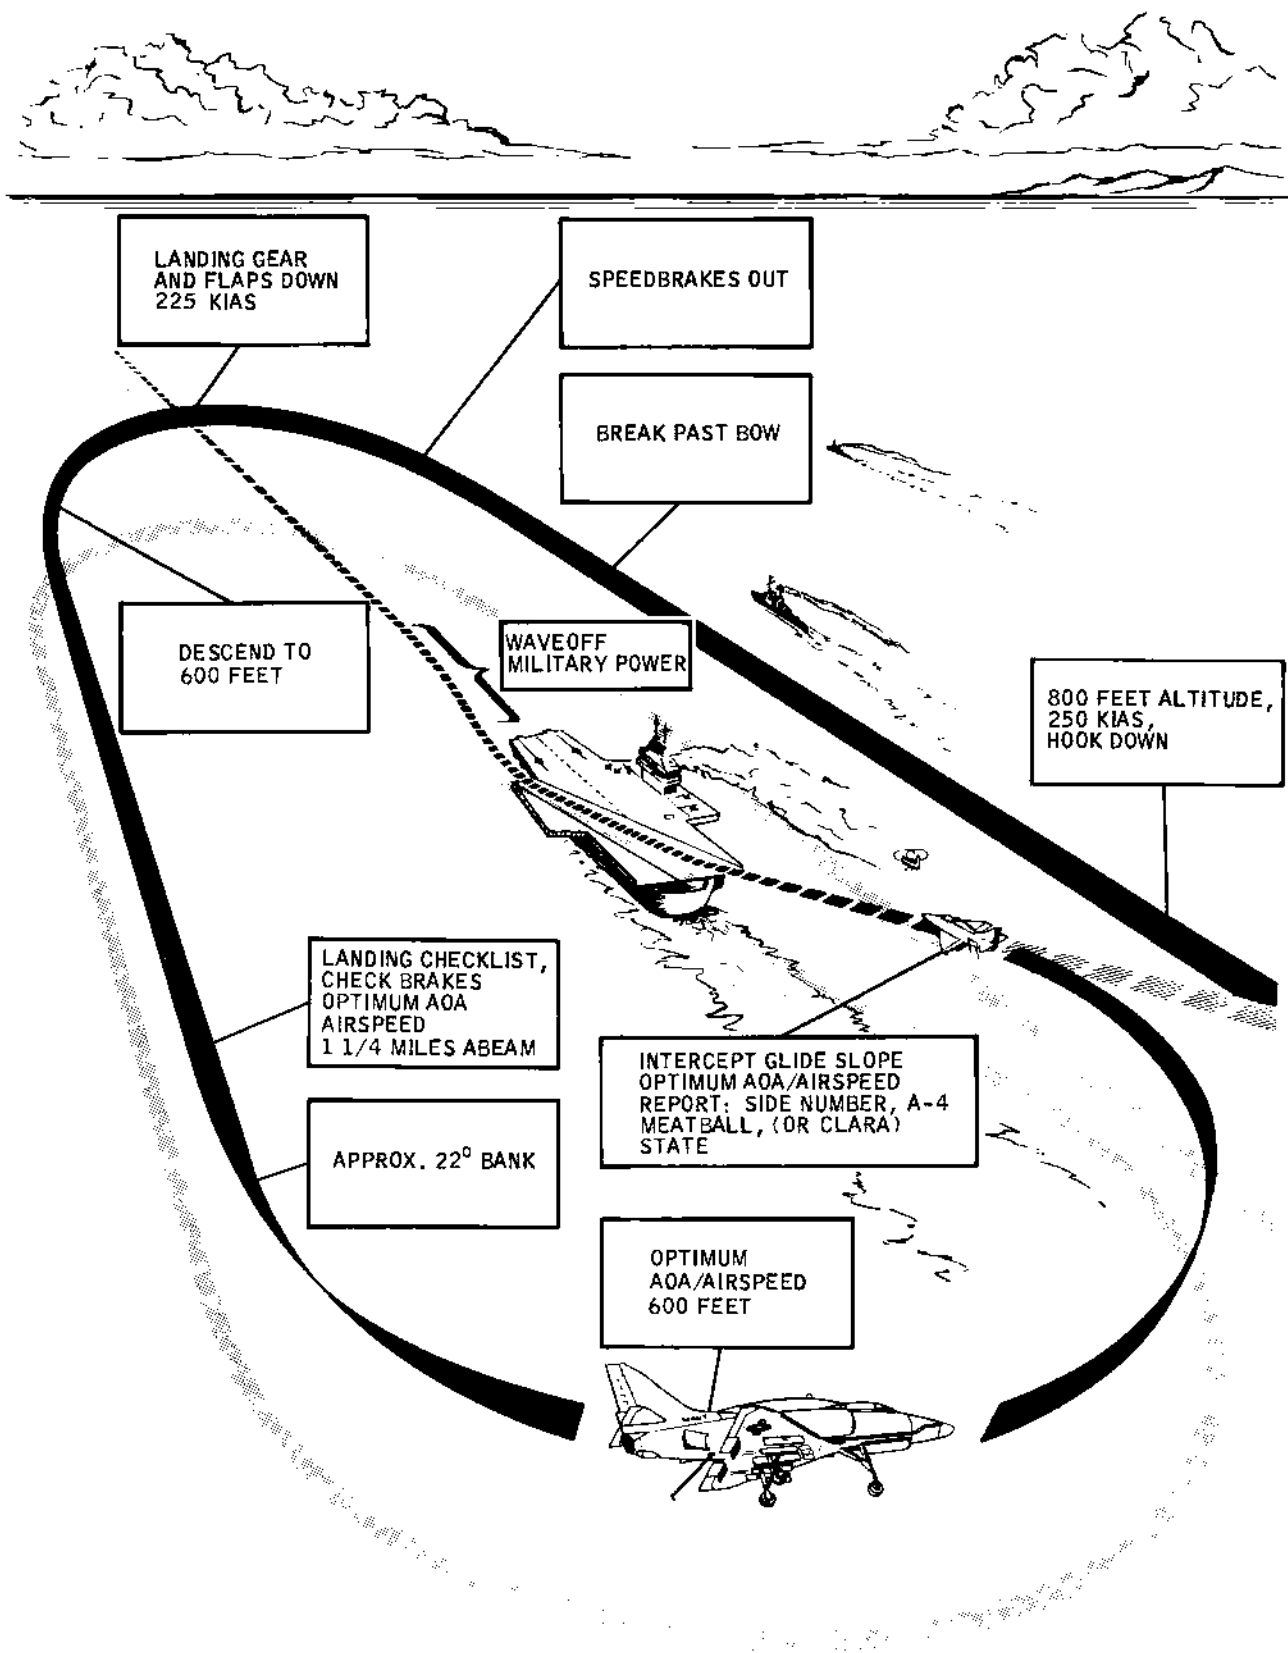 LANDING GEAR
AND FLAPS DOWN
225 KIAS
SPEEDBRAKES OUT
BREAK PAST BOW
DESCEND TO
600 FEET
WAVEOFF
MILITARY POWER
800 FEET ALTITUDE,
250 KIAS,
HOOK DOWN
LANDING CHECKLIST,
CHECK BRAKES
OPTIMUM AOA
AIRSPEED
1 1/4 MILES ABEAM
INTERCEPT GLIDE SLOPE
OPTIMUM AOA/AIRSPEED
REPORT: SIDE NUMBER, A-4
MEATBALL, (OR CLARA)
STATE
APPROX. 22° BANK
OPTIMUM
AOA/AIRSPEED
600 FEET